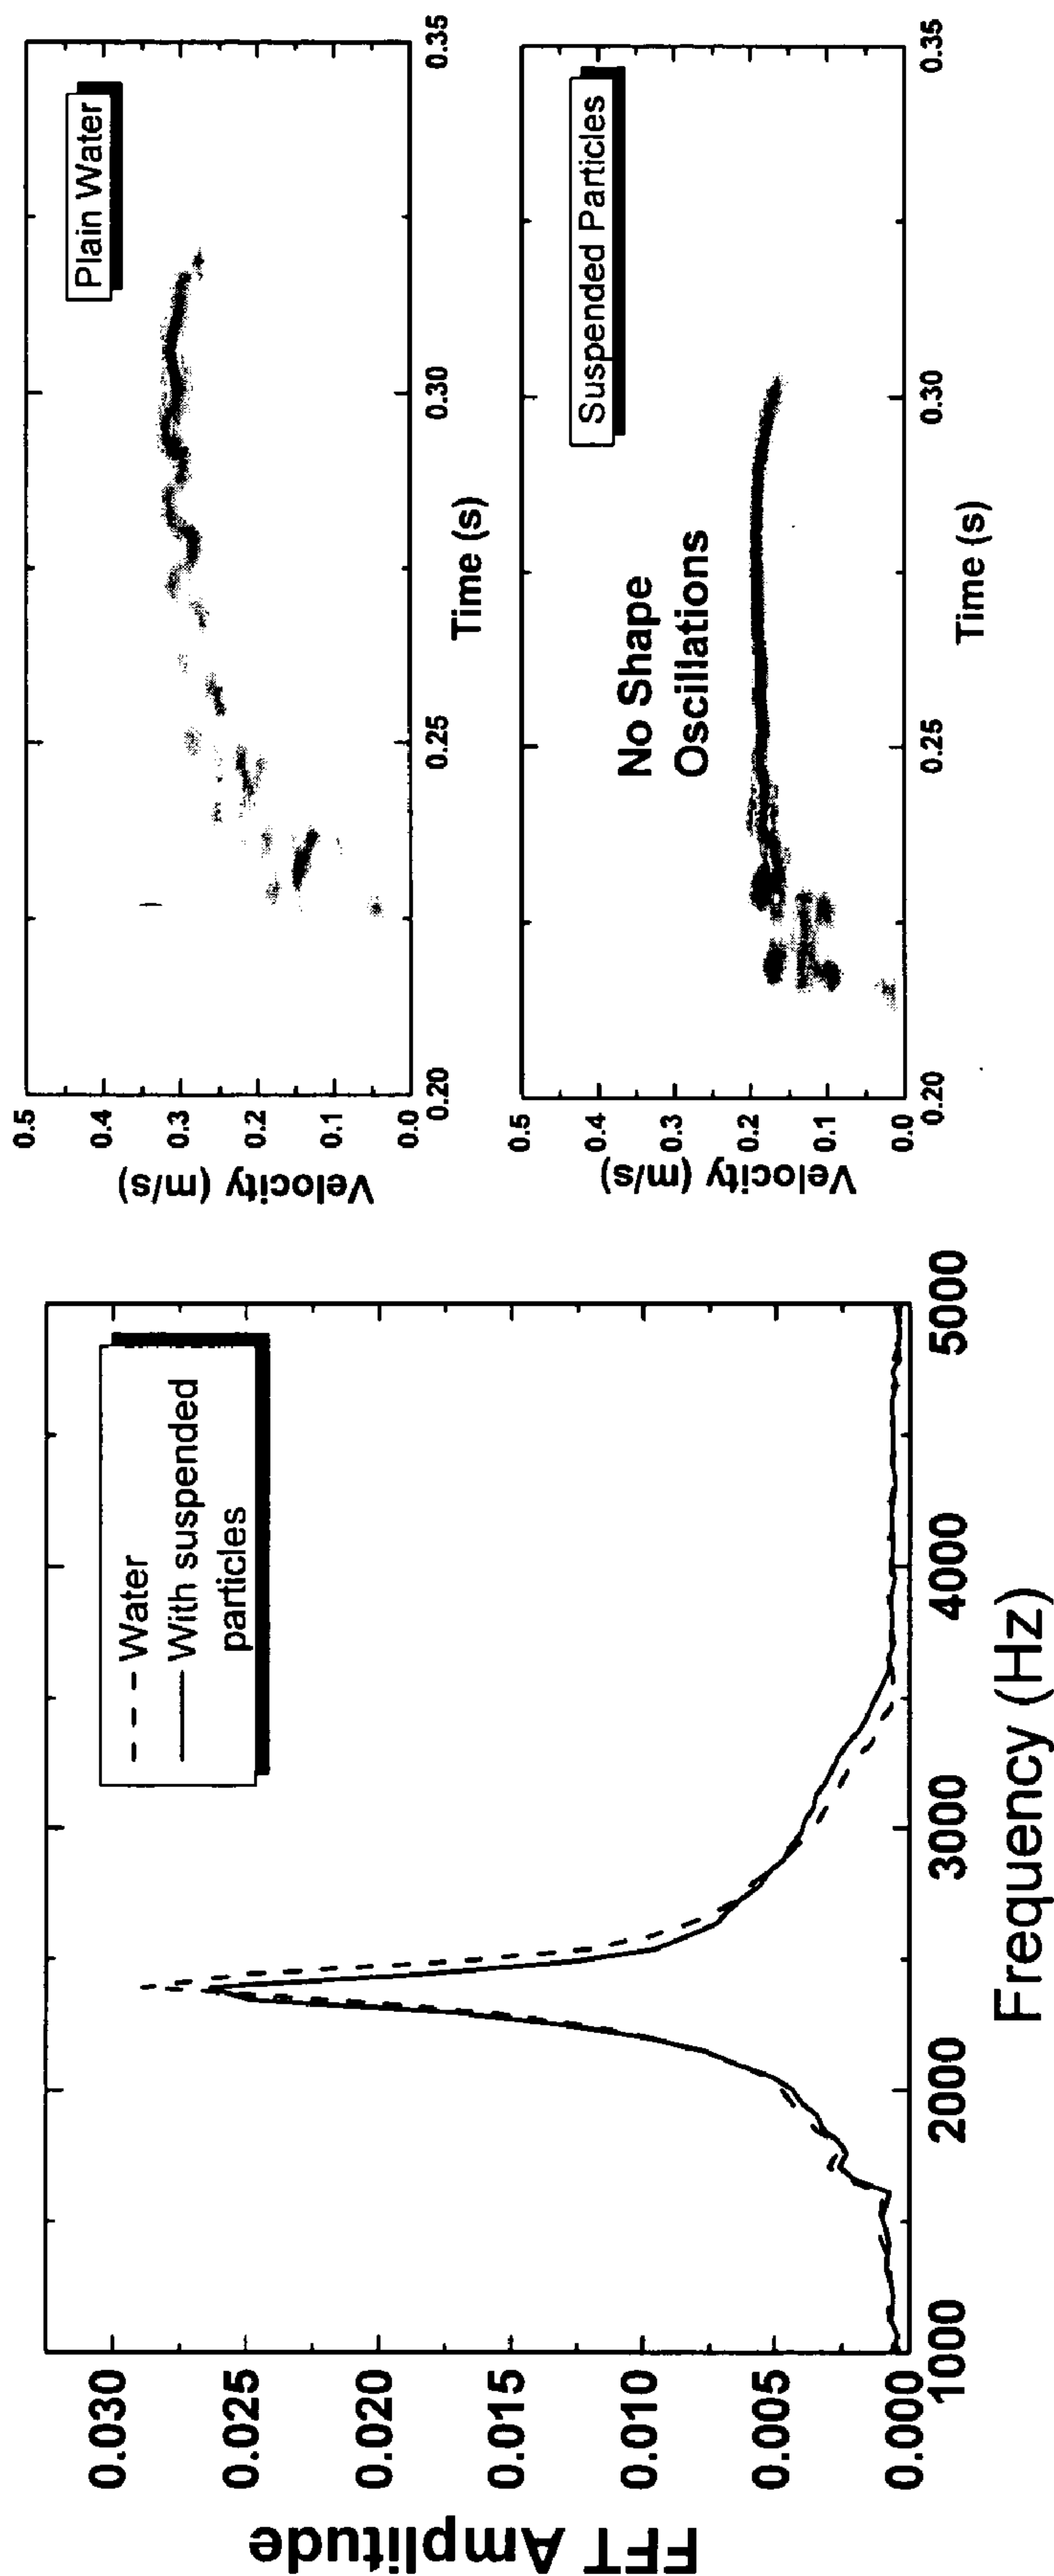 FFT Amplitude
0.030
0.025
0.020
0.015
0.010
0.005
0.000
1000
2000
3000
4000
5000
Frequency (Hz)
Water
With suspended
particles
Velocity (m/s)
0.5
0.4
0.3
0.2
0.1
0.0
0.20
0.25
0.30
0.35
Time (s)
Plain Water
Velocity (m/s)
0.5
0.4
0.3
0.2
0.1
0.0
0.20
0.25
0.30
0.35
Time (s)
Suspended Particles
No Shape
Oscillations